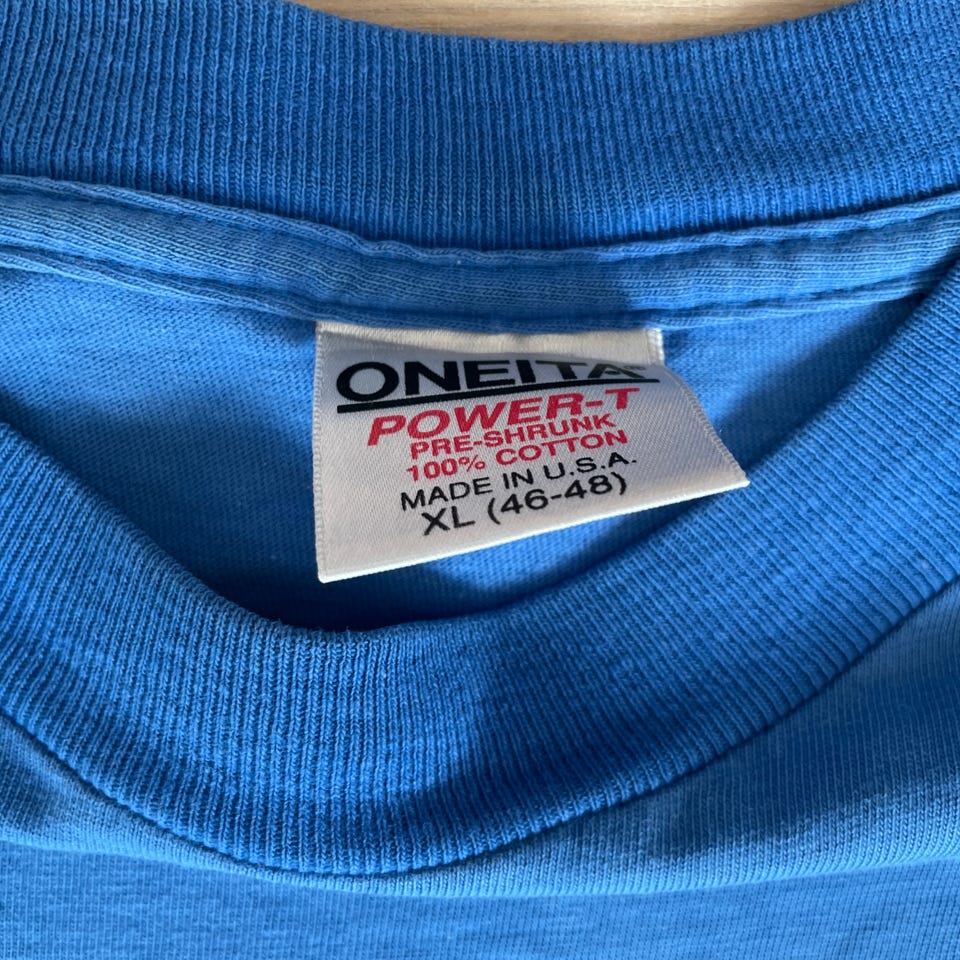 ONEITA
POWER-T
PRE-SHRUNK
100% COTTON
MADE IN U.S.A.
XL (46-48)